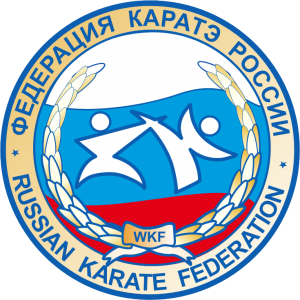 ФЕДЕРАЦИЯ КАРАТЭ РОССИИ
WKF
RUSSIAN KARATE FEDERATION